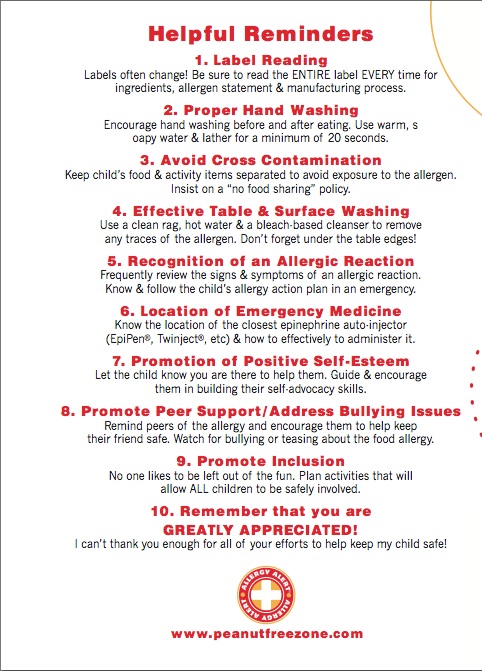 Helpful Reminders
1. Label Reading
Labels often change! Be sure to read the ENTIRE label EVERY time for
ingredients, allergen statement & manufacturing process.
2. Proper Hand Washing
Encourage hand washing before and after eating. Use warm, s
oapy water & lather for a minimum of 20 seconds.
3. Avoid Cross Contamination
Keep child's food & activity items separated to avoid exposure to the allergen.
Insist on a “no food sharing” policy.
4. Effective Table & Surface Washing
Use a clean rag, hot water & a bleach-based cleanser to remove
any traces of the allergen. Don't forget under the table edges!
5. Recognition of an Allergic Reaction
Frequently review the signs & symptoms of an allergic reaction.
Know & follow the child's allergy action plan in an emergency.
6. Location of Emergency Medicine
Know the location of the closest epinephrine auto-injector
(EpiPen®, Twinject®, etc) & how to effectively to administer it.
7. Promotion of Positive Self-Esteem
Let the child know you are there to help them. Guide & encourage
them in building their self-advocacy skills.
8. Promote Peer Support/Address Bullying Issues
Remind peers of the allergy and encourage them to help keep
their friend safe. Watch for bullying or teasing about the food allergy.
9. Promote Inclusion
No one likes to be left out of the fun. Plan activities that will
allow ALL children to be safely involved.
10. Remember that you are
GREATLY APPRECIATED!
I can't thank you enough for all of your efforts to help keep my child safe!
ALLERGY ALERT
ALLERGY ALERT
www.peanutfreezone.com